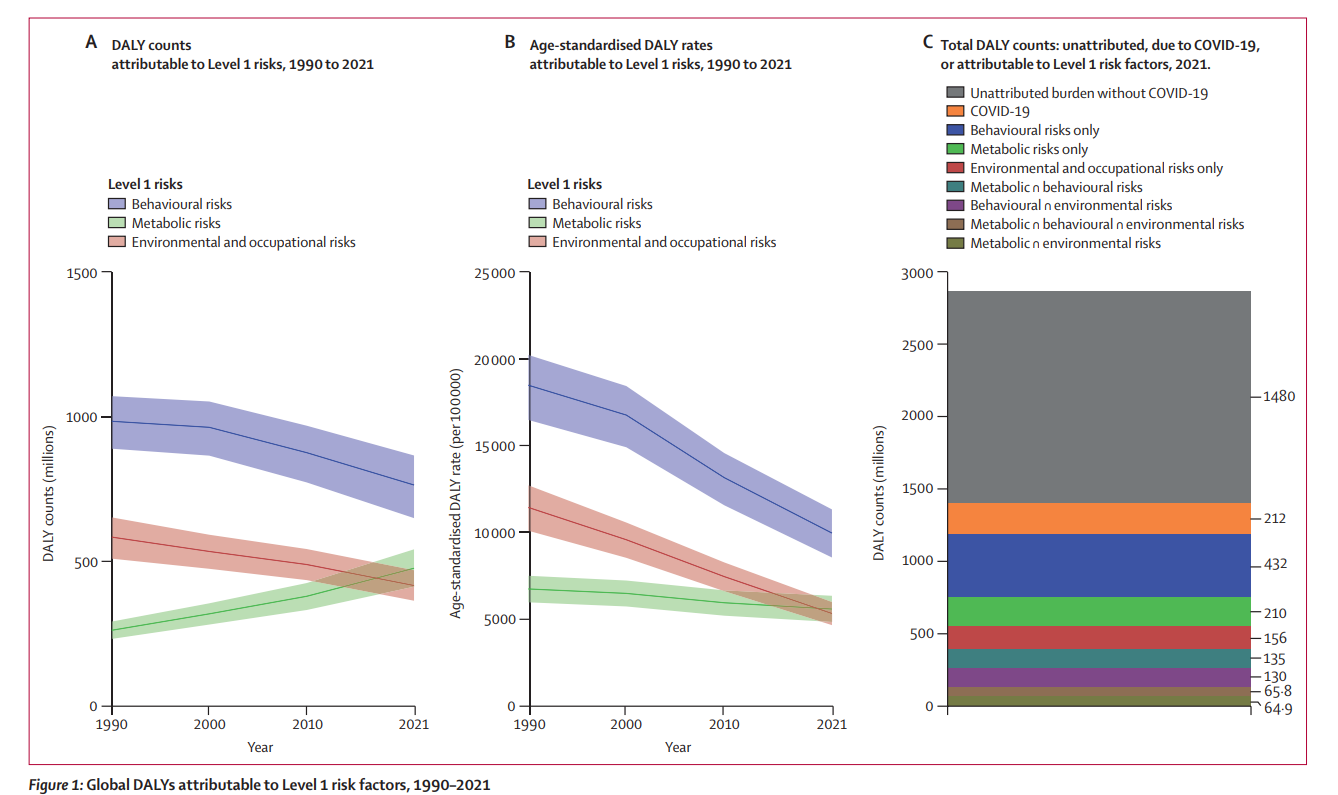 A DALY counts
attributable to Level 1 risks, 1990 to 2021
Level 1 risks
Behavioural risks
Metabolic risks
Environmental and occupational risks
1500
1000
500
0
DALY counts (millions)
1990 2000 2010 2021
Year
B Age-standardised DALY rates
attributable to Level 1 risks, 1990 to 2021
Level 1 risks
Behavioural risks
Metabolic risks
Environmental and occupational risks
25 000
20 000
15 000
10 000
5000
0
Age-standardised DALY rate (per 100 000)
1990 2000 2010 2021
Year
C Total DALY counts: unattributed, due to COVID-19,
or attributable to Level 1 risk factors, 2021.
Unattributed burden without COVID-19
COVID-19
Behavioural risks only
Metabolic risks only
Environmental and occupational risks only
Metabolic ∩ behavioural risks
Behavioural ∩ environmental risks
Metabolic ∩ behavioural ∩ environmental risks
Metabolic ∩ environmental risks
3000
2500
2000
1500
1000
500
0
DALY counts (millions)
1480
212
432
210
156
135
130
65·8
64·9
Figure 1: Global DALYs attributable to Level 1 risk factors, 1990–2021